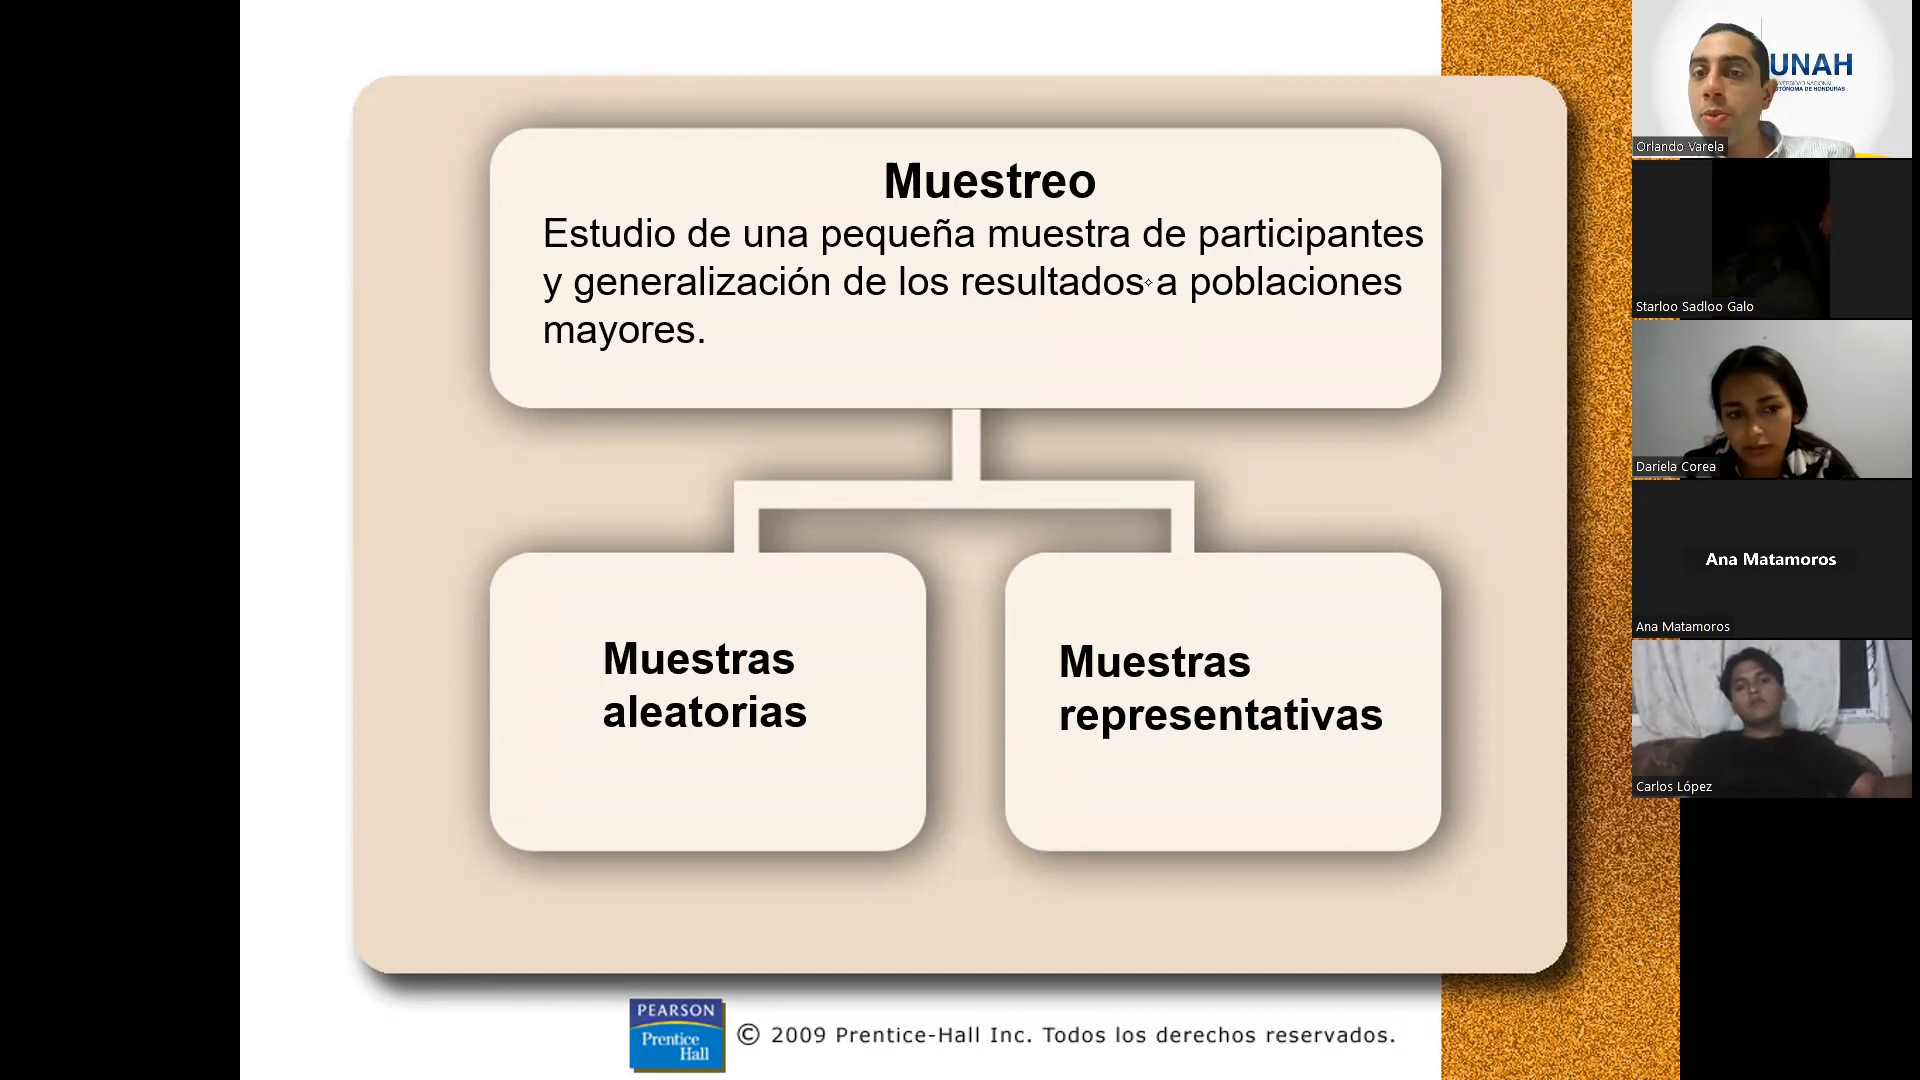 Muestreo
Estudio de una pequeña muestra de participantes
y generalización de los resultados a poblaciones
mayores.
Muestras
aleatorias
Muestras
representativas
PEARSON
Prentice
Hall
© 2009 Prentice-Hall Inc. Todos los derechos reservados.
UNAH
Orlando Varela
Starloo Sadloo Galo
Dariela Corea
Ana Matamoros
Ana Matamoros
Carlos López